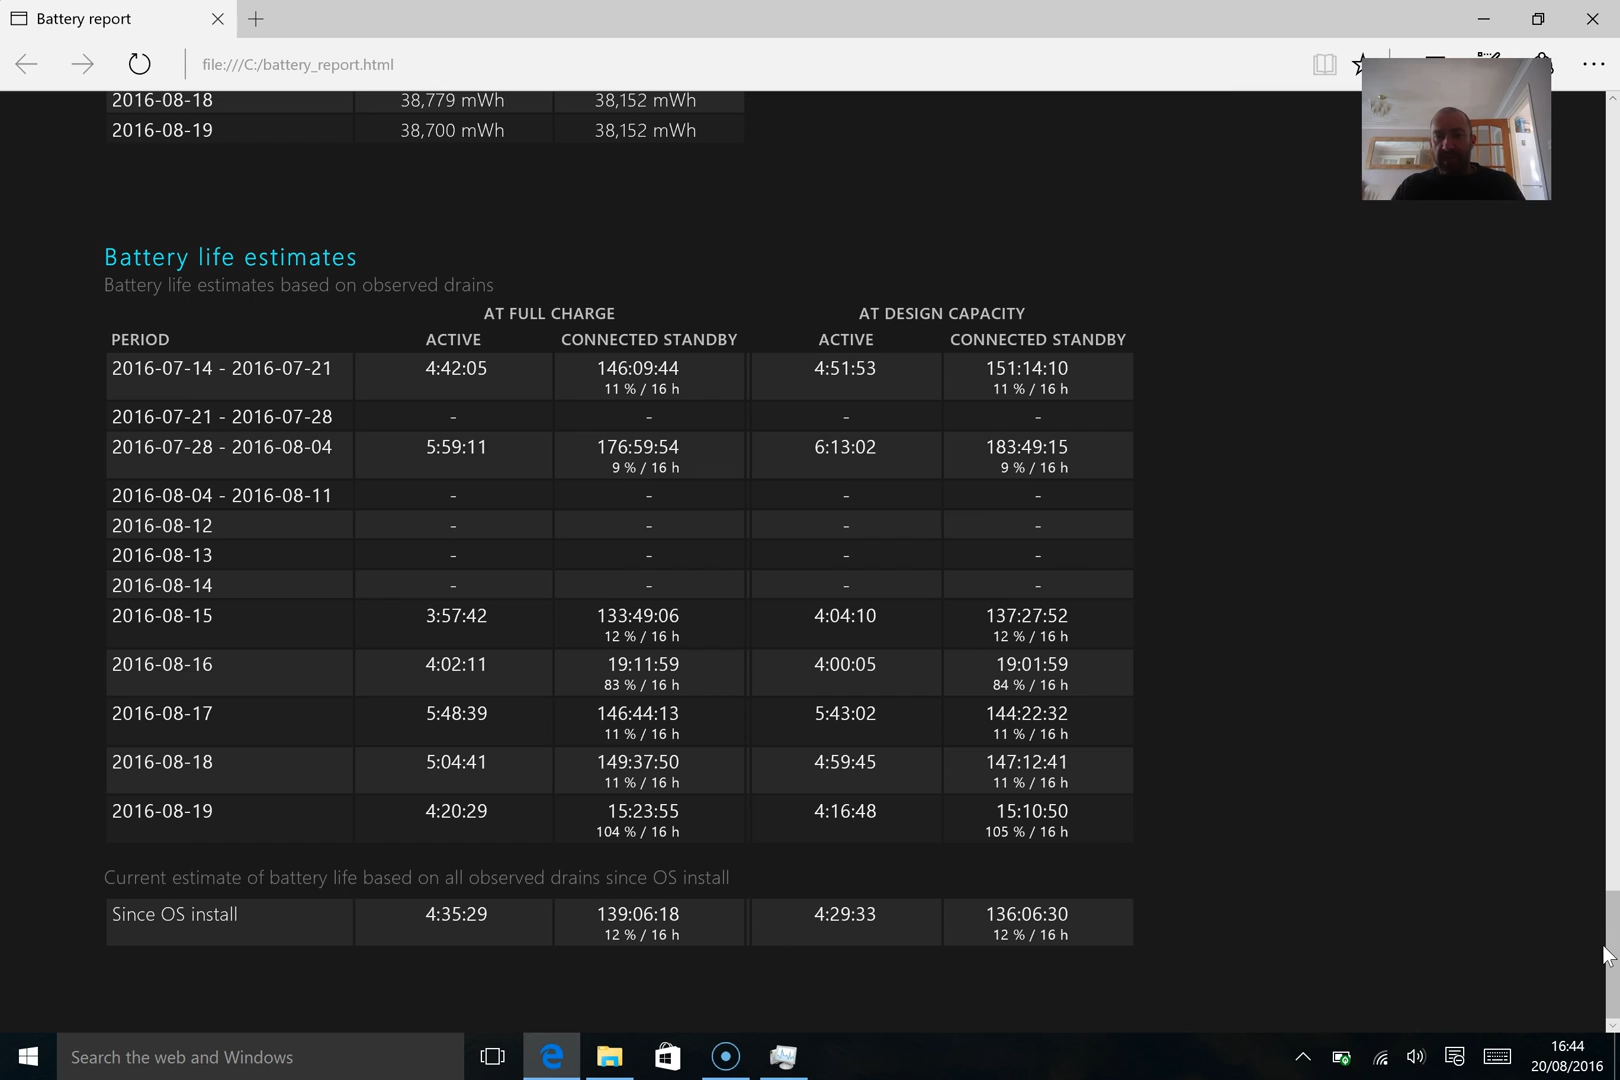 Battery report
file:///C:/battery_report.html
2016-08-18 38,779 mWh 38,152 mWh
2016-08-19 38,700 mWh 38,152 mWh
Battery life estimates
Battery life estimates based on observed drains
AT FULL CHARGE AT DESIGN CAPACITY
PERIOD ACTIVE CONNECTED STANDBY ACTIVE CONNECTED STANDBY
2016-07-14 - 2016-07-21 4:42:05 146:09:44 4:51:53 151:14:10
11 % / 16 h 11 % / 16 h
2016-07-21 - 2016-07-28 - - - -
2016-07-28 - 2016-08-04 5:59:11 176:59:54 6:13:02 183:49:15
9 % / 16 h 9 % / 16 h
2016-08-04 - 2016-08-11 - - - -
2016-08-12 - - - -
2016-08-13 - - - -
2016-08-14 - - - -
2016-08-15 3:57:42 133:49:06 4:04:10 137:27:52
12 % / 16 h 12 % / 16 h
2016-08-16 4:02:11 19:11:59 4:00:05 19:01:59
83 % / 16 h 84 % / 16 h
2016-08-17 5:48:39 146:44:13 5:43:02 144:22:32
11 % / 16 h 11 % / 16 h
2016-08-18 5:04:41 149:37:50 4:59:45 147:12:41
11 % / 16 h 11 % / 16 h
2016-08-19 4:20:29 15:23:55 4:16:48 15:10:50
104 % / 16 h 105 % / 16 h
Current estimate of battery life based on all observed drains since OS install
Since OS install 4:35:29 139:06:18 4:29:33 136:06:30
12 % / 16 h 12 % / 16 h
Search the web and Windows
16:44
20/08/2016